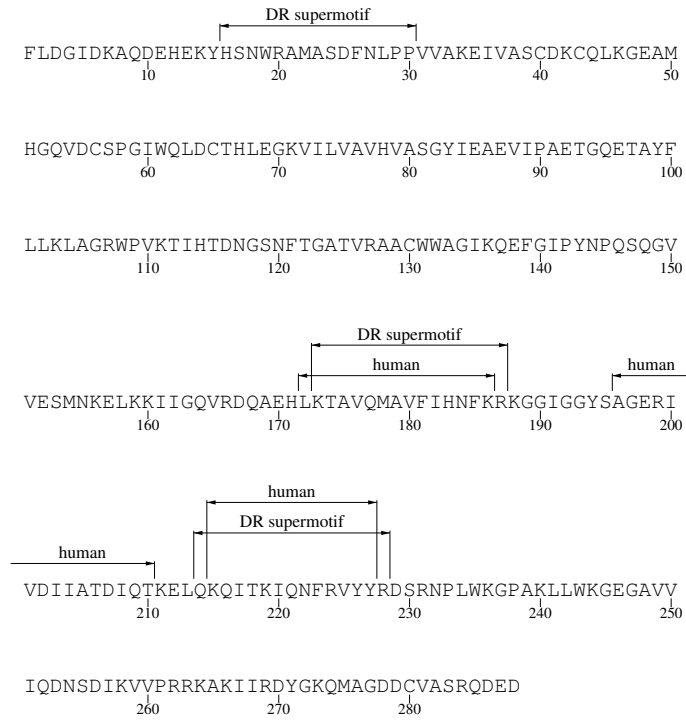 DR supermotif
FLDGIDKAQDEHEKYHSNWRAMASDFNLPPVVAKEIVASCDKCQLKGEAM
10 20 30 40 50
HGQVDCSPGIWQLDCTHLEGKVILVAVHVASGYIEAEVIPAETGQETAYF
60 70 80 90 100
LLKLAGRWPVKTIHTDNGSNFTGATVRAACWWAGIKQEFGIPYNPQSQGV
110 120 130 140 150
DR supermotif
human human
VESMNKELKKIIGQVRDQAEHLKTAVQMAVFIHNFKRKGGIGGYSAGERI
160 170 180 190 200
human
DR supermotif
human
VDIIATDIQTKELQKQITKIQNFRVYYRDSRNPLWKGPAKLLWKGEGAVV
210 220 230 240 250
IQDNSDIKVVPRRKAKIIRDYGKQMAGDDCVASRQDED
260 270 280